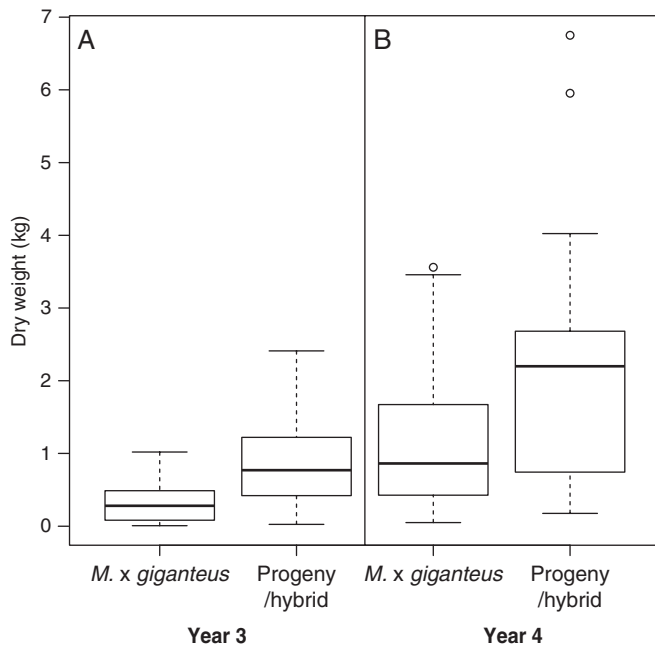 A
B
7
6
5
4
3
2
1
0
Dry weight (kg)
M. x giganteus
Progeny
/hybrid
M. x giganteus
Progeny
/hybrid
Year 3
Year 4